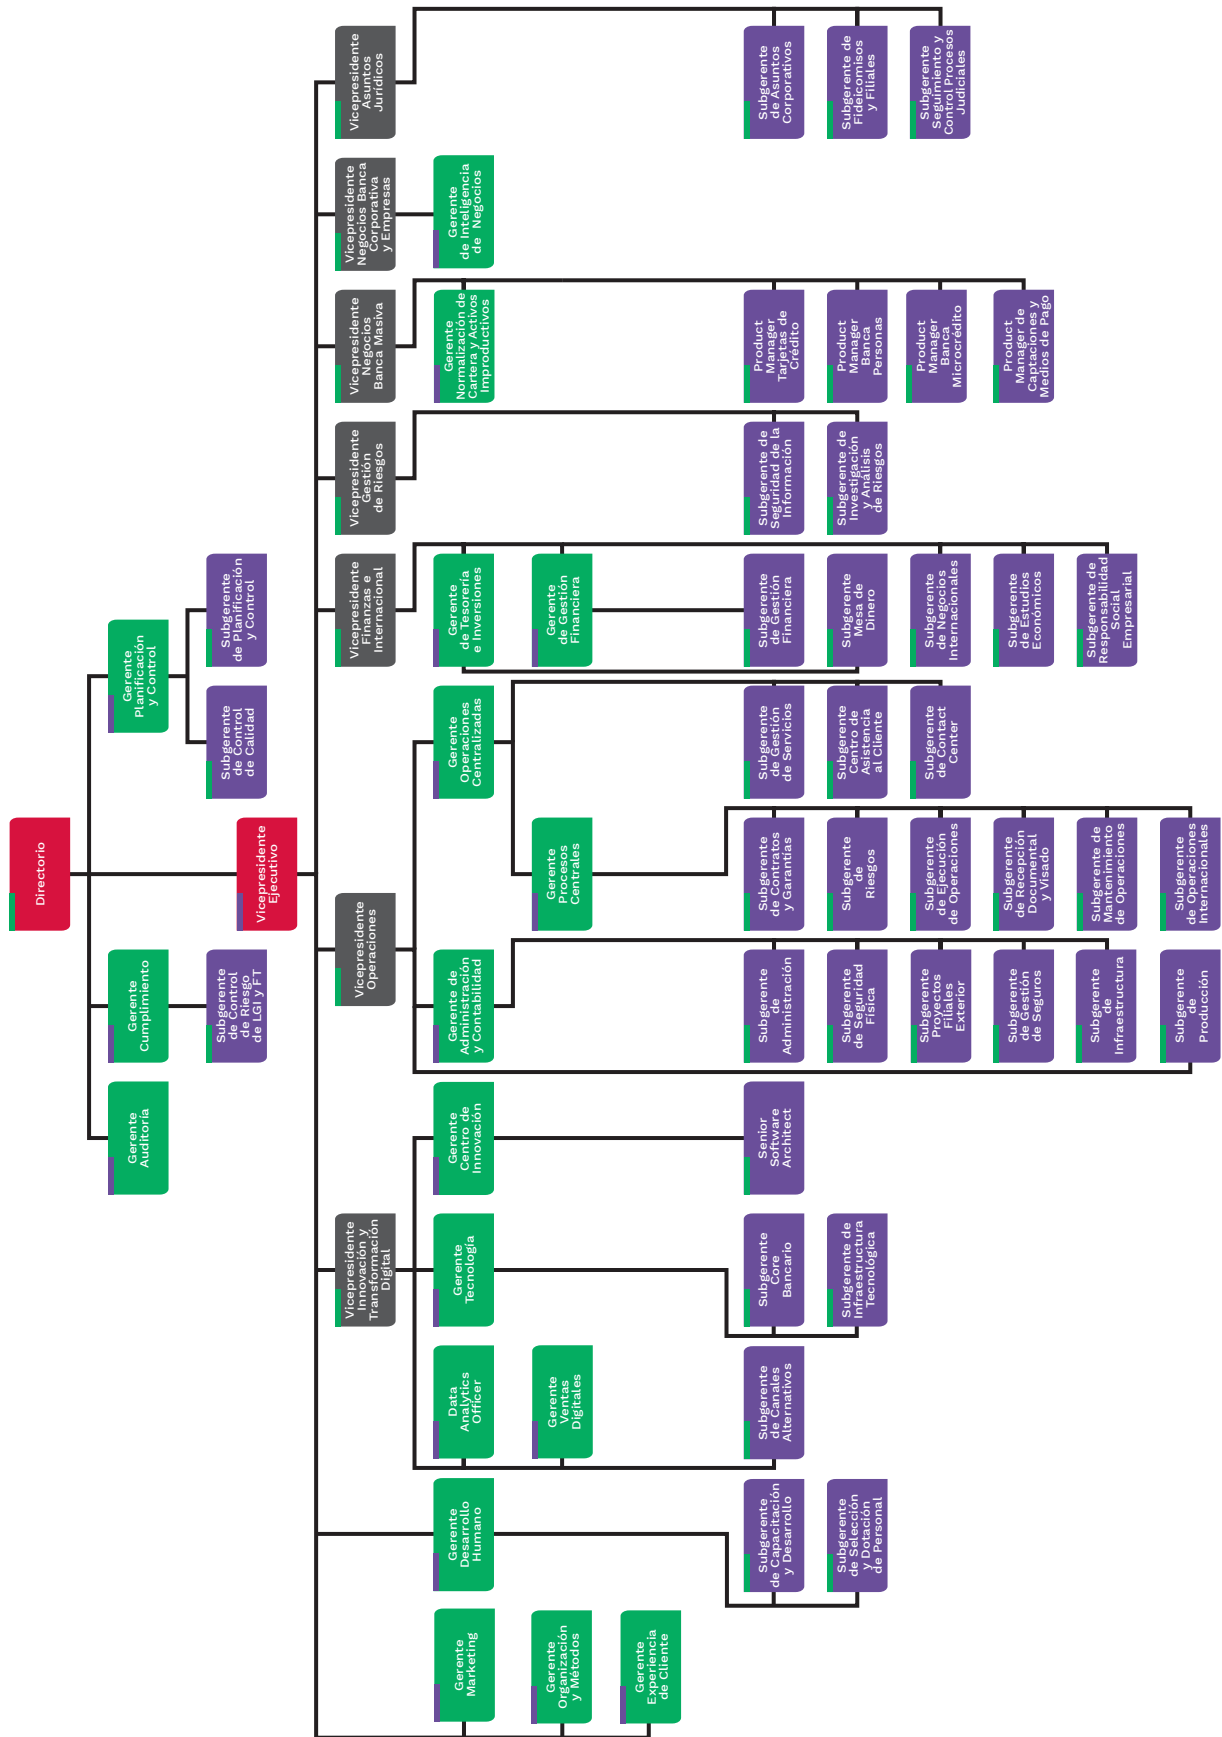 Directorio
Gerente
Auditoría
Gerente
Cumplimiento
Gerente
Planificación
y Control
Subgerente
de Control
de Riesgo
de LGI y FT
Subgerente
de Control
de Calidad
Subgerente
de Planificación
y Control
Vicepresidente
Ejecutivo
Vicepresidente
Innovación y
Transformación
Digital
Vicepresidente
Operaciones
Vicepresidente
Finanzas e
Internacional
Vicepresidente
Gestión
de Riesgos
Vicepresidente
Negocios
Banca Masiva
Vicepresidente
Negocios Banca
Corporativa
y Empresas
Vicepresidente
Asuntos
Jurídicos
Gerente
Marketing
Gerente
Desarrollo
Humano
Data
Analytics
Officer
Gerente
Tecnología
Gerente
Centro de
Innovación
Gerente de
Administración
y Contabilidad
Gerente
Operaciones
Centralizadas
Gerente
de Tesorería
e Inversiones
Gerente
Normalización de
Cartera y Activos
Improductivos
Gerente
de Inteligencia
de Negocios
Gerente
Organización
y Métodos
Gerente
Ventas
Digitales
Gerente
Procesos
Centrales
Gerente
de Gestión
Financiera
Gerente
Experiencia
de Cliente
Subgerente
de Capacitación
y Desarrollo
Subgerente
de Canales
Alternativos
Subgerente
Core
Bancario
Senior
Software
Architect
Subgerente
de
Administración
Subgerente
de Contratos
y Garantías
Subgerente
de Gestión
de Servicios
Subgerente
de Gestión
Financiera
Subgerente de
Seguridad de la
Información
Product
Manager
Tarjetas de
Crédito
Subgerente
de Asuntos
Corporativos
Subgerente
de Selección
y Dotación
de Personal
Subgerente de
Infraestructura
Tecnológica
Subgerente
de Seguridad
Física
Subgerente
de
Riesgos
Subgerente
Centro de
Asistencia
al Cliente
Subgerente
Mesa de
Dinero
Subgerente de
Investigación
y Análisis
de Riesgos
Product
Manager
Banca
Personas
Subgerente de
Fideicomisos
y Filiales
Subgerente
Proyectos
Filiales
Exterior
Subgerente
de Ejecución
de Operaciones
Subgerente
de Contact
Center
Subgerente
de Negocios
Internacionales
Product
Manager
Banca
Microcrédito
Subgerente
Seguimiento y
Control Procesos
Judiciales
Subgerente
de Gestión
de Seguros
Subgerente
de Recepción
Documental
y Visado
Subgerente
de Estudios
Económicos
Product
Manager de
Captaciones y
Medios de Pago
Subgerente
de
Infraestructura
Subgerente de
Mantenimiento
de Operaciones
Subgerente de
Responsabilidad
Social
Empresarial
Subgerente
de
Producción
Subgerente
de Operaciones
Internacionales